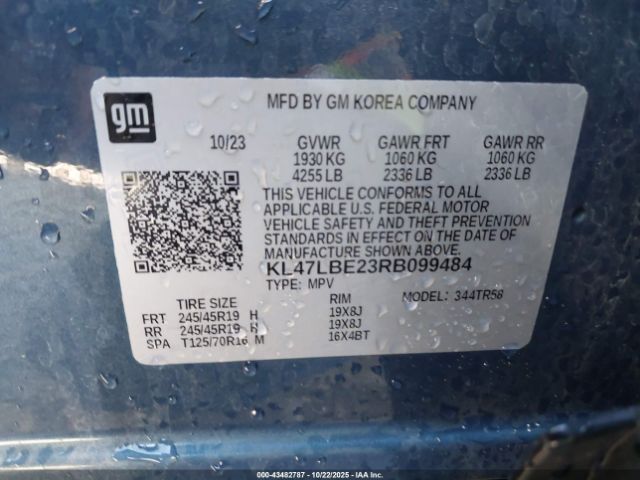 gm
MFD BY GM KOREA COMPANY
10/23 GVWR GAWR FRT GAWR RR
1930 KG 1060 KG 1060 KG
4255 LB 2336 LB 2336 LB
THIS VEHICLE CONFORMS TO ALL
APPLICABLE U.S. FEDERAL MOTOR
VEHICLE SAFETY AND THEFT PREVENTION
STANDARDS IN EFFECT ON THE DATE OF
MANUFACTURE SHOWN ABOVE.
KL47LBE23RB099484
TYPE: MPV MODEL: 344TR58
TIRE SIZE RIM
FRT 245/45R19 H 19X8J
RR 245/45R19 H 19X8J
SPA T125/70R16 M 16X4BT
000-43482787 - 10/22/2025 - IAA Inc.